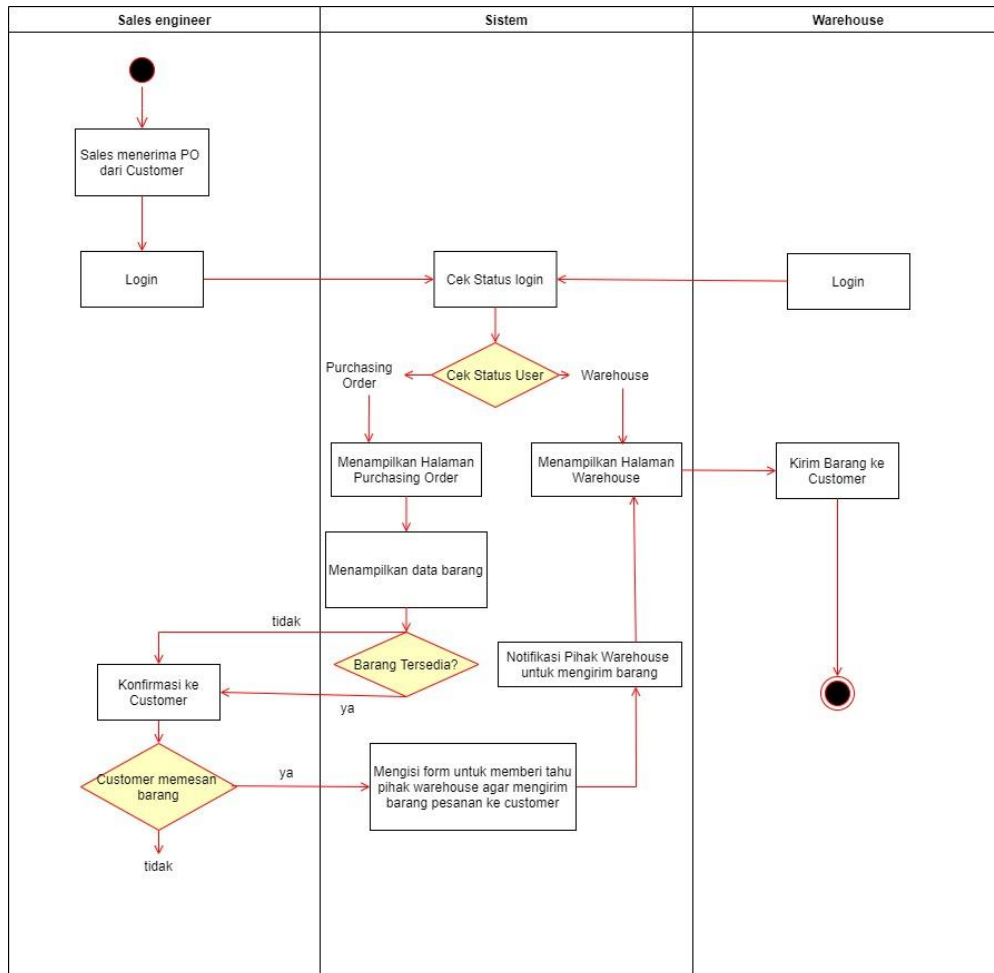 Sales engineer
Sistem
Warehouse
Sales menerima PO
dari Customer
Login
Cek Status login
Login
Cek Status User
Purchasing
Order
Warehouse
Menampilkan Halaman
Purchasing Order
Menampilkan Halaman
Warehouse
Kirim Barang ke
Customer
Menampilkan data barang
tidak
Barang Tersedia?
Notifikasi Pihak Warehouse
untuk mengirim barang
Konfirmasi ke
Customer
ya
Customer memesan
barang
ya
Mengisi form untuk memberi tahu
pihak warehouse agar mengirim
barang pesanan ke customer
tidak